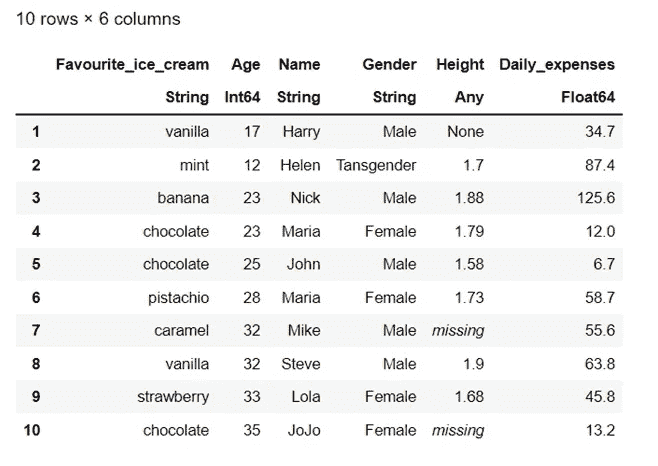 10 rows × 6 columns
Favourite_ice_cream Age Name Gender Height Daily_expenses
String Int64 String String Any Float64
1 vanilla 17 Harry Male None 34.7
2 mint 12 Helen Tansgender 1.7 87.4
3 banana 23 Nick Male 1.88 125.6
4 chocolate 23 Maria Female 1.79 12.0
5 chocolate 25 John Male 1.58 6.7
6 pistachio 28 Maria Female 1.73 58.7
7 caramel 32 Mike Male missing 55.6
8 vanilla 32 Steve Male 1.9 63.8
9 strawberry 33 Lola Female 1.68 45.8
10 chocolate 35 JoJo Female missing 13.2